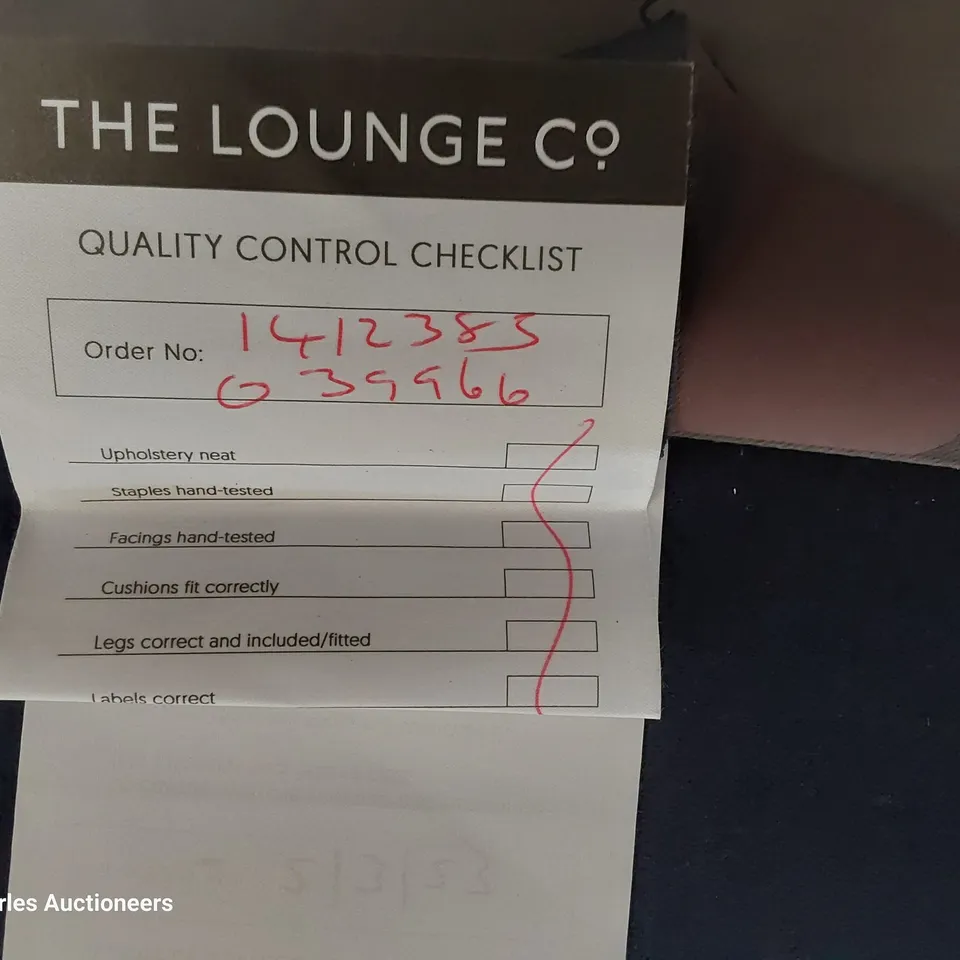 THE LOUNGE Co
QUALITY CONTROL CHECKLIST
Order No: 1412385
039966
Upholstery neat
Staples hand-tested
Facings hand-tested
Cushions fit correctly
Legs correct and included/fitted
Labels correct
rles Auctioneers